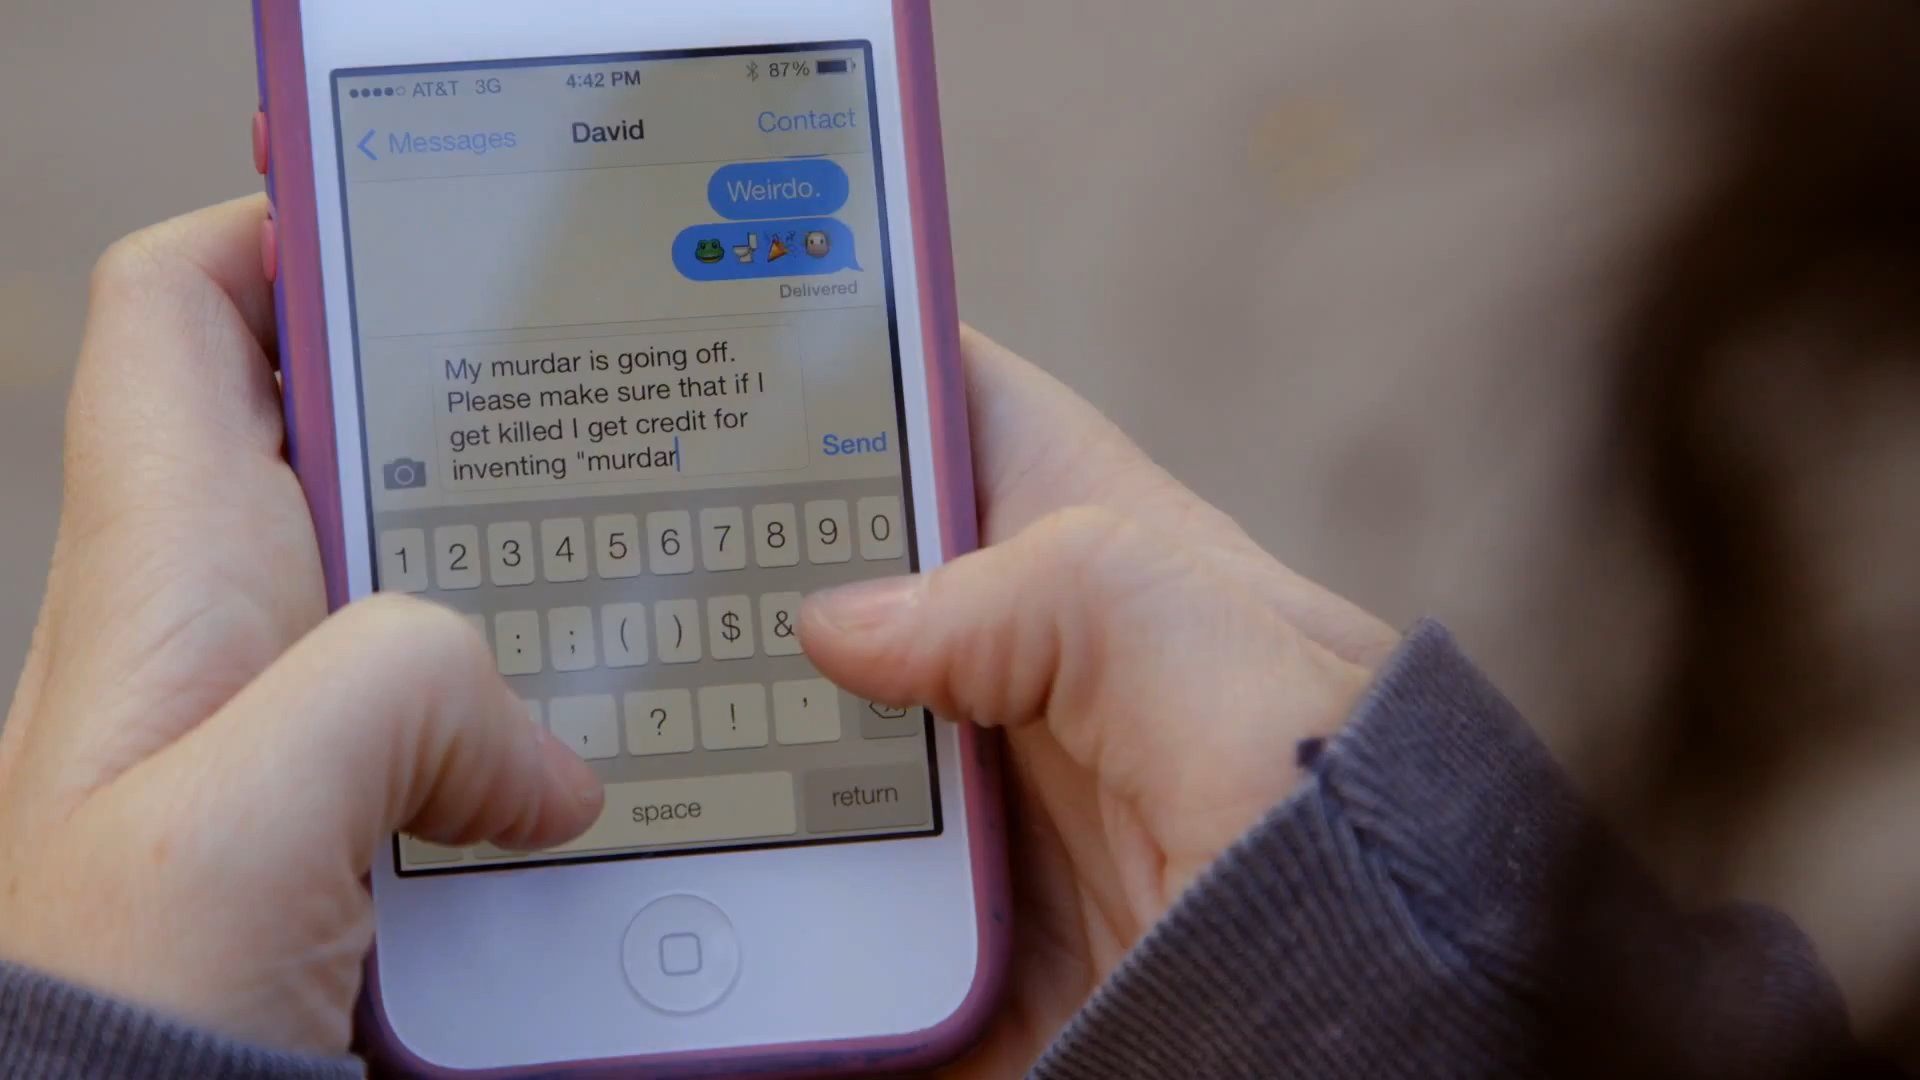 AT&T 3G 4:42 PM 87%
Messages David Contact
Weirdo.
Delivered
My murdar is going off.
Please make sure that if I
get killed I get credit for
inventing "murdar
Send
1 2 3 4 5 6 7 8 9 0
: ; ( ) $ &
, ? ! '
space return